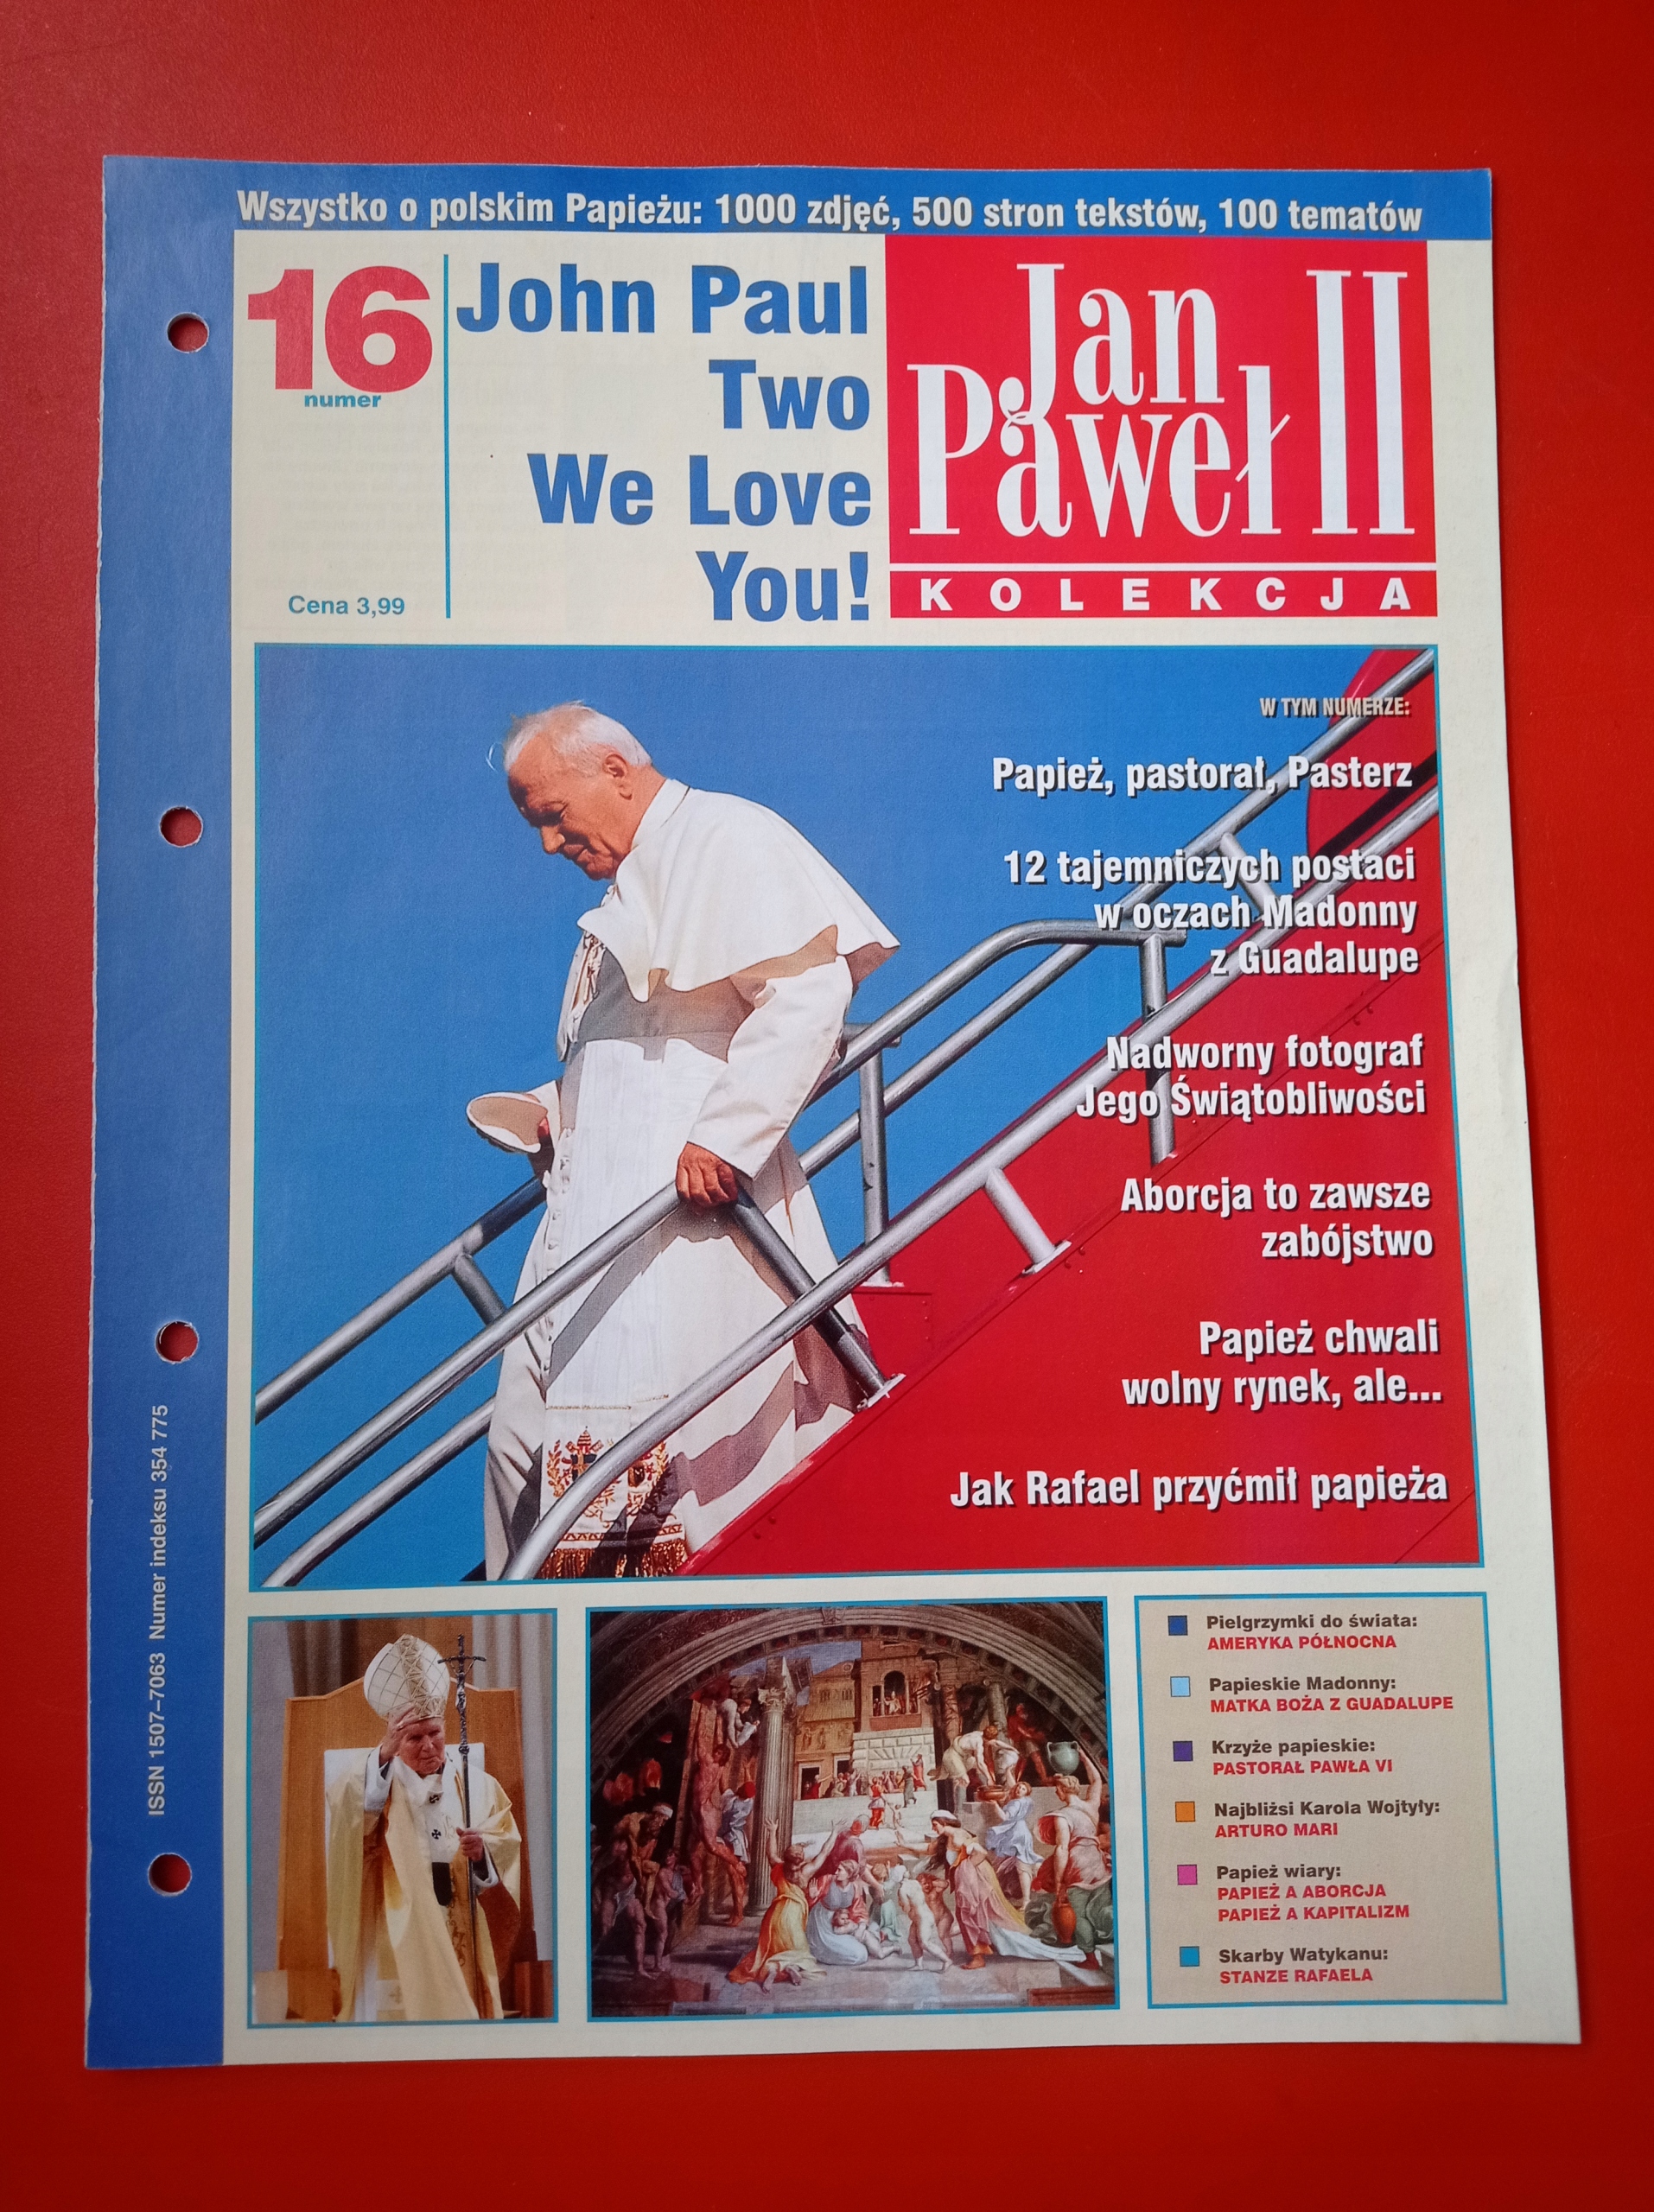 Wszystko o polskim Papieżu: 1000 zdjęć, 500 stron tekstów, 100 tematów
16
numer
Cena 3,99
John Paul
Two
We Love
You!
Jan
Paweł II
KOLEKCJA
W TYM NUMERZE:
Papież, pastorał, Pasterz
12 tajemniczych postaci
w oczach Madonny
z Guadalupe
Nadworny fotograf
Jego Świątobliwości
Aborcja to zawsze
zabójstwo
Papież chwali
wolny rynek, ale...
Jak Rafael przyćmił papieża
ISSN 1507-7063 Numer indeksu 354 775
Pielgrzymki do świata:
AMERYKA PÓŁNOCNA
Papieskie Madonny:
MATKA BOŻA Z GUADALUPE
Krzyże papieskie:
PASTORAŁ PAWŁA VI
Najbliżsi Karola Wojtyły:
ARTURO MARI
Papież wiary:
PAPIEŻ A ABORCJA
PAPIEŻ A KAPITALIZM
Skarby Watykanu:
STANZE RAFAELA